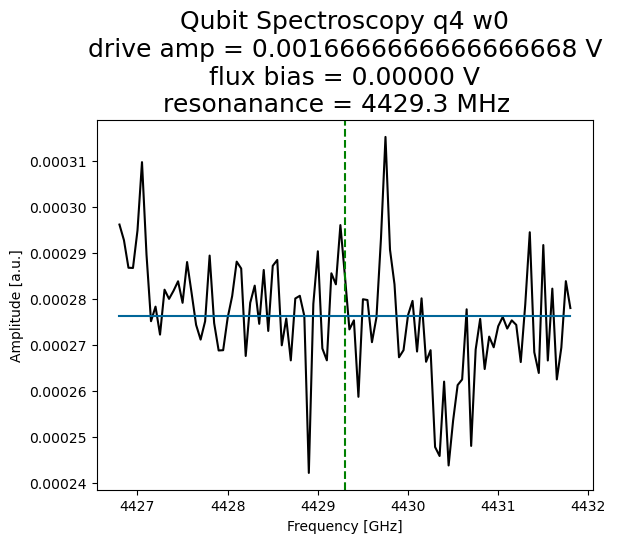 Qubit Spectroscopy q4 w0
drive amp = 0.0016666666666666668 V
flux bias = 0.00000 V
resonanance = 4429.3 MHz
0.00031
0.00030
0.00029
0.00028
0.00027
0.00026
0.00025
0.00024
Amplitude [a.u.]
4427 4428 4429 4430 4431 4432
Frequency [GHz]